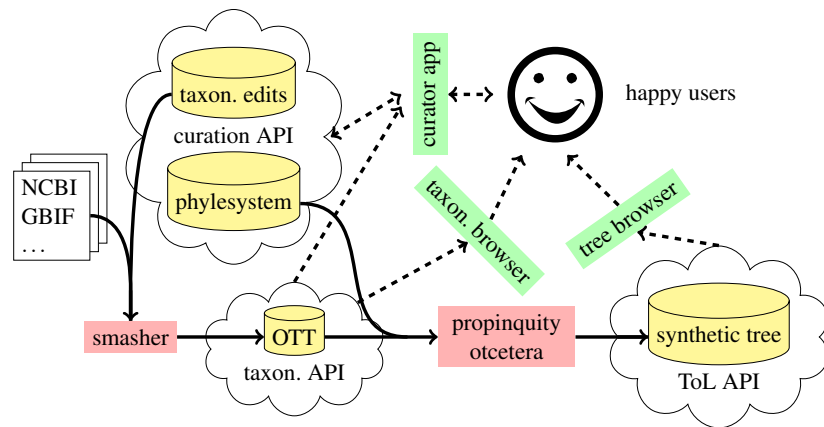 taxon. edits
curation API
phylesystem
curator app
happy users
NCBI
GBIF
...
taxon. browser
tree browser
smasher
OTT
taxon. API
propinquity
otcetera
synthetic tree
ToL API